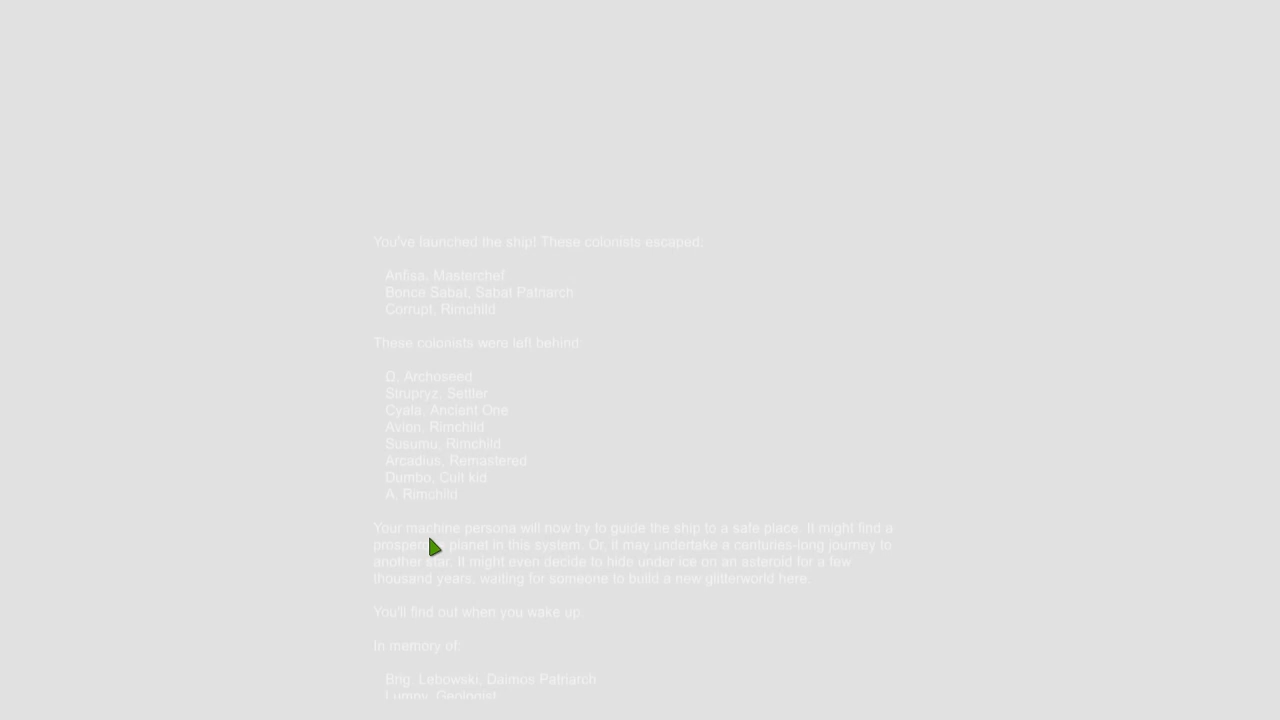 You've launched the ship! These colonists escaped:
Anfisa, Masterchef
Bonce Sabat, Sabat Patriarch
Corrupt, Rimchild
These colonists were left behind:
Ω, Archoseed
Strupryz, Settler
Cyala, Ancient One
Avion, Rimchild
Susumu, Rimchild
Arcadius, Remastered
Dumbo, Cult kid
A, Rimchild
Your machine persona will now try to guide the ship to a safe place. It might find a
planet in this system. Or, it may undertake a centuries-long journey to
another star. It might even decide to hide under ice on an asteroid for a few
thousand years, waiting for someone to build a new glitterworld here.
You'll find out when you wake up.
In memory of:
Brig. Lebowski, Daimos Patriarch
Lumpy, Geologist